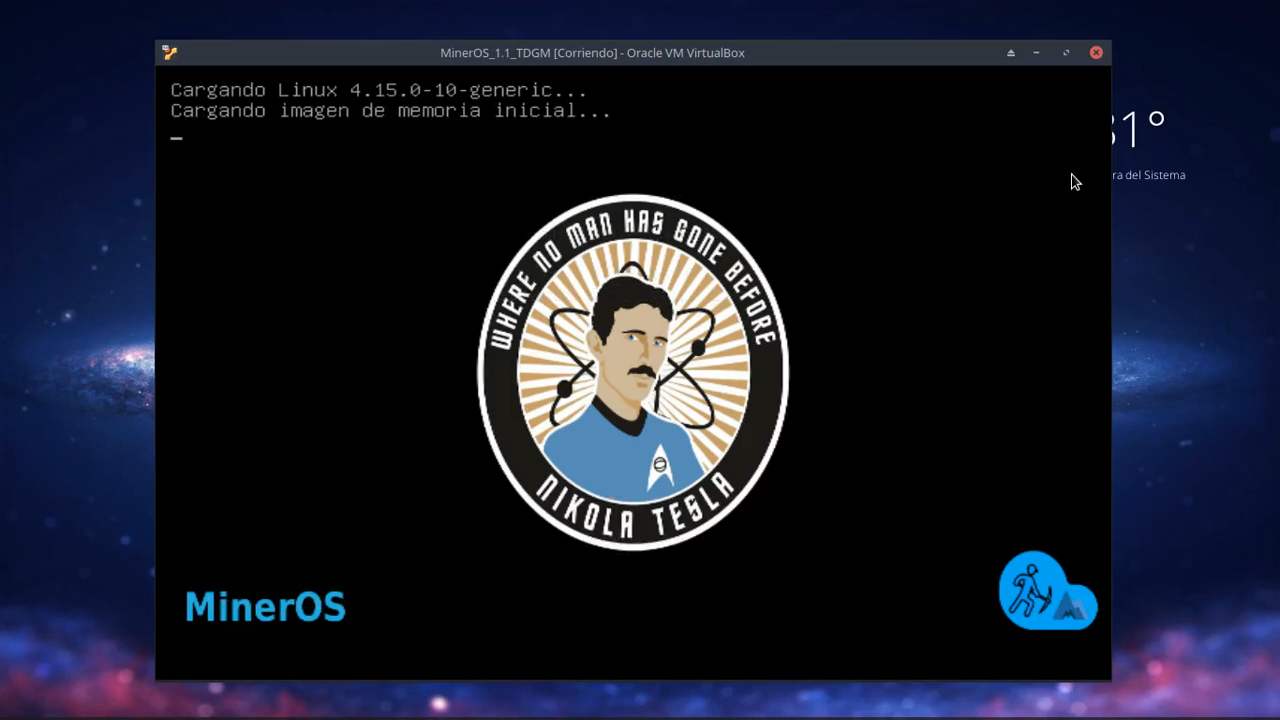 MinerOS_1.1_TDGM [Corriendo] - Oracle VM VirtualBox
Cargando Linux 4.15.0-10-generic...
Cargando imagen de memoria inicial...
31°
ra del Sistema
WHERE NO MAN HAS GONE BEFORE
NIKOLA TESLA
MinerOS